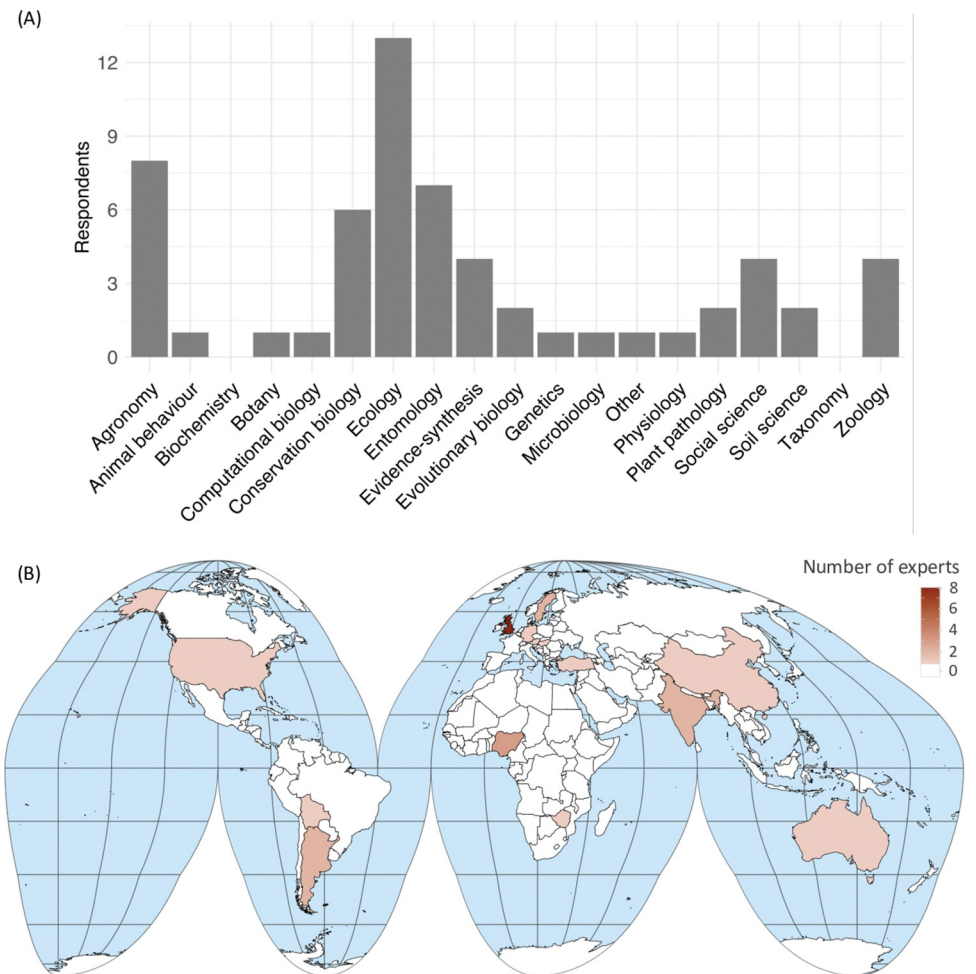 (A)
12
9
6
3
0
Respondents
Agronomy
Animal behaviour
Biochemistry
Botany
Computational biology
Conservation biology
Ecology
Entomology
Evidence-synthesis
Evolutionary biology
Genetics
Microbiology
Other
Physiology
Plant pathology
Social science
Soil science
Taxonomy
Zoology
(B)
Number of experts
8
6
4
2
0